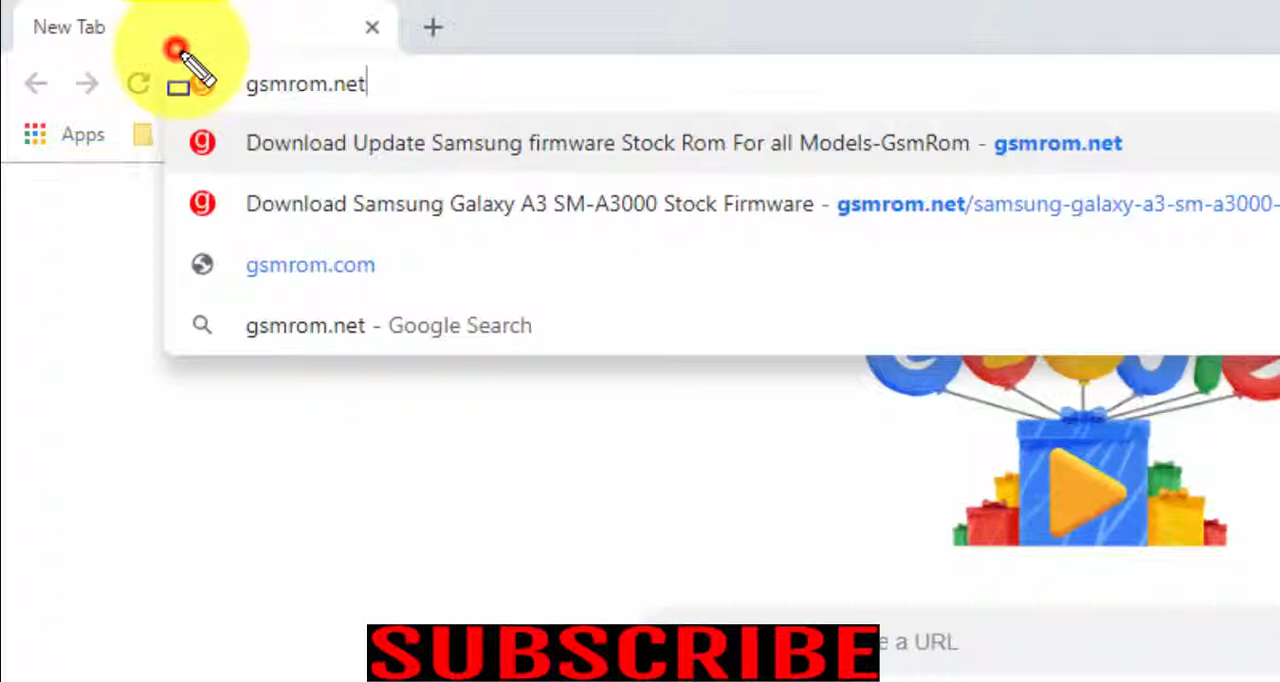 New Tab
gsmrom.net
Apps
Download Update Samsung firmware Stock Rom For all Models-GsmRom - gsmrom.net
Download Samsung Galaxy A3 SM-A3000 Stock Firmware - gsmrom.net/samsung-galaxy-a3-sm-a3000-
gsmrom.com
gsmrom.net - Google Search
SUBSCRIBE
e a URL